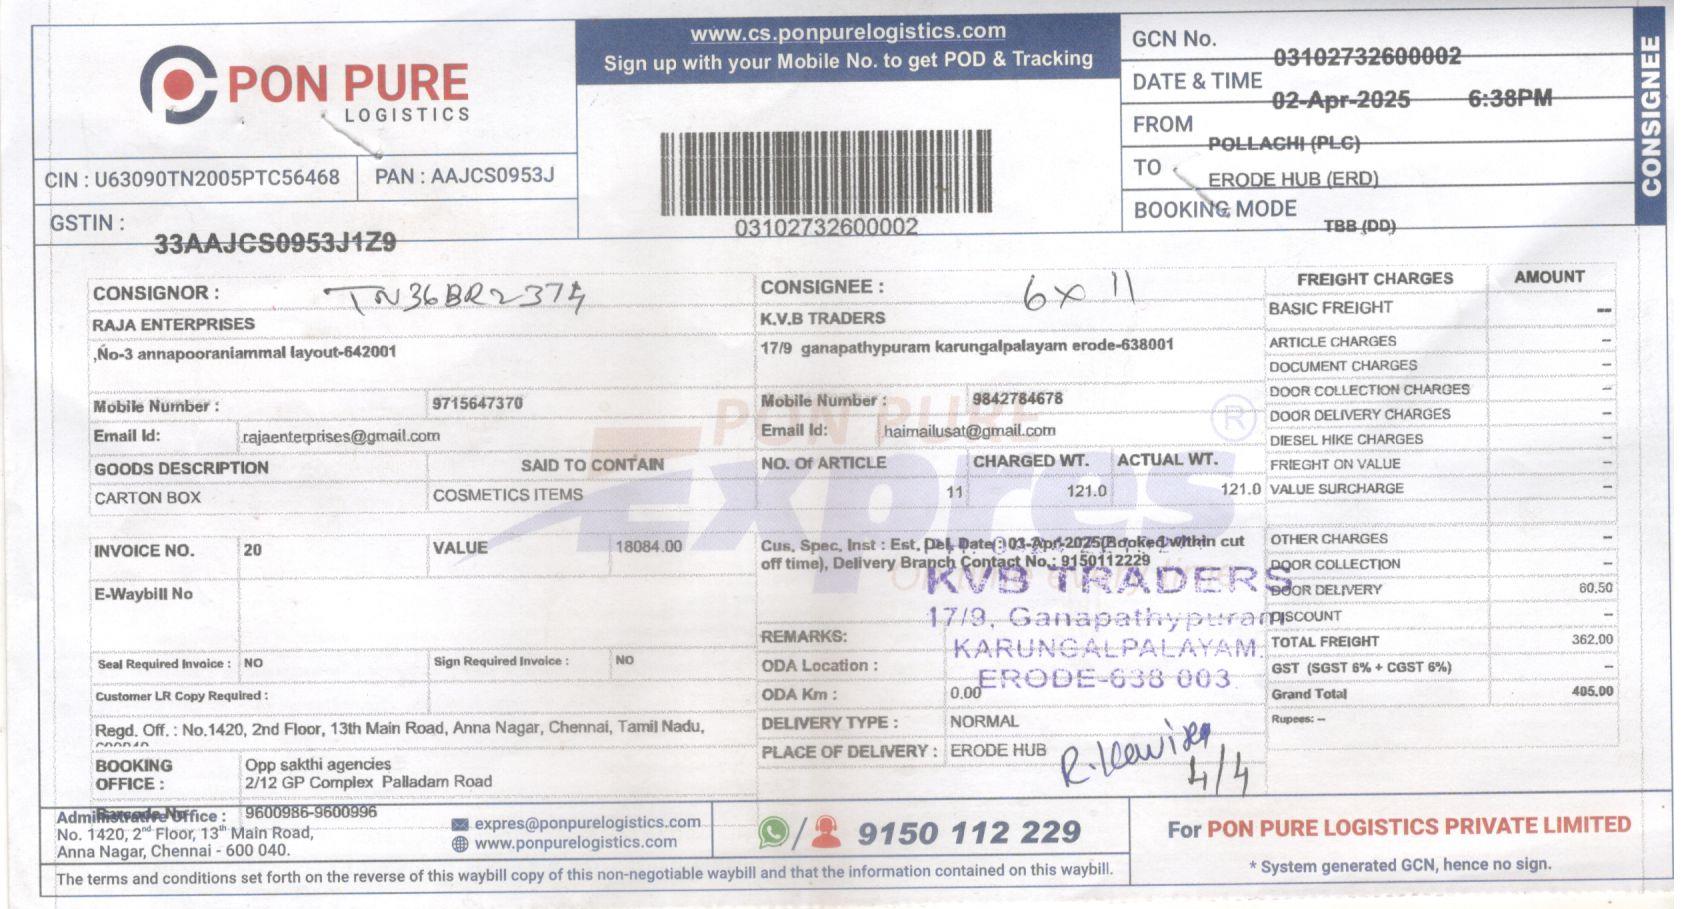 PON PURE
LOGISTICS
www.cs.ponpurelogistics.com
Sign up with your Mobile No. to get POD & Tracking
GCN No. 03102732600002
DATE & TIME 02-Apr-2025 6:38PM
FROM POLLACHI (PLC)
TO ERODE HUB (ERD)
BOOKING MODE TBB (DD)
CONSIGNEE
CIN : U63090TN2005PTC56468 PAN : AAJCS0953J
GSTIN : 33AAJCS0953J1Z9
03102732600002
CONSIGNOR : TN36BR2374
RAJA ENTERPRISES
,No-3 annapooraniammal layout-642001
Mobile Number : 9715647370
Email Id: rajaenterprises@gmail.com
CONSIGNEE : 6x 11
K.V.B TRADERS
17/9 ganapathypuram karungalpalayam erode-638001
Mobile Number : 9842784678
Email Id: haimailusat@gmail.com
GOODS DESCRIPTION SAID TO CONTAIN NO. Of ARTICLE CHARGED WT. ACTUAL WT.
CARTON BOX COSMETICS ITEMS 11 121.0 121.0
INVOICE NO. 20 VALUE 18084.00
E-Waybill No
Seal Required Invoice : NO Sign Required Invoice : NO
Customer LR Copy Required :
Regd. Off. : No.1420, 2nd Floor, 13th Main Road, Anna Nagar, Chennai, Tamil Nadu,
BOOKING OFFICE : Opp sakthi agencies
2/12 GP Complex Palladam Road
9600986-9600996
Cus, Spec, Inst : Est, Del, Date : 03-Apr-2025(Booked within cut
off time), Delivery Branch Contact No.: 9150112229
PON PURE
Expres
®
KVB TRADERS
17/9, Ganapathypuram
KARUNGALPALAYAM.
ERODE-638 003.
REMARKS:
ODA Location :
ODA Km : 0.00
DELIVERY TYPE : NORMAL
PLACE OF DELIVERY : ERODE HUB
4/4
FREIGHT CHARGES AMOUNT
BASIC FREIGHT --
ARTICLE CHARGES –
DOCUMENT CHARGES –
DOOR COLLECTION CHARGES –
DOOR DELIVERY CHARGES –
DIESEL HIKE CHARGES –
FRIEGHT ON VALUE –
VALUE SURCHARGE –
OTHER CHARGES –
DOOR COLLECTION –
DOOR DELIVERY 60.50
DISCOUNT –
TOTAL FREIGHT 362.00
GST (SGST 6% + CGST 6%) –
Grand Total 405.00
Rupees: –
Administrative Office :
No. 1420, 2nd Floor, 13th Main Road,
Anna Nagar, Chennai - 600 040.
expres@ponpurelogistics.com
www.ponpurelogistics.com
9150 112 229
For PON PURE LOGISTICS PRIVATE LIMITED
* System generated GCN, hence no sign.
The terms and conditions set forth on the reverse of this waybill copy of this non-negotiable waybill and that the information contained on this waybill.